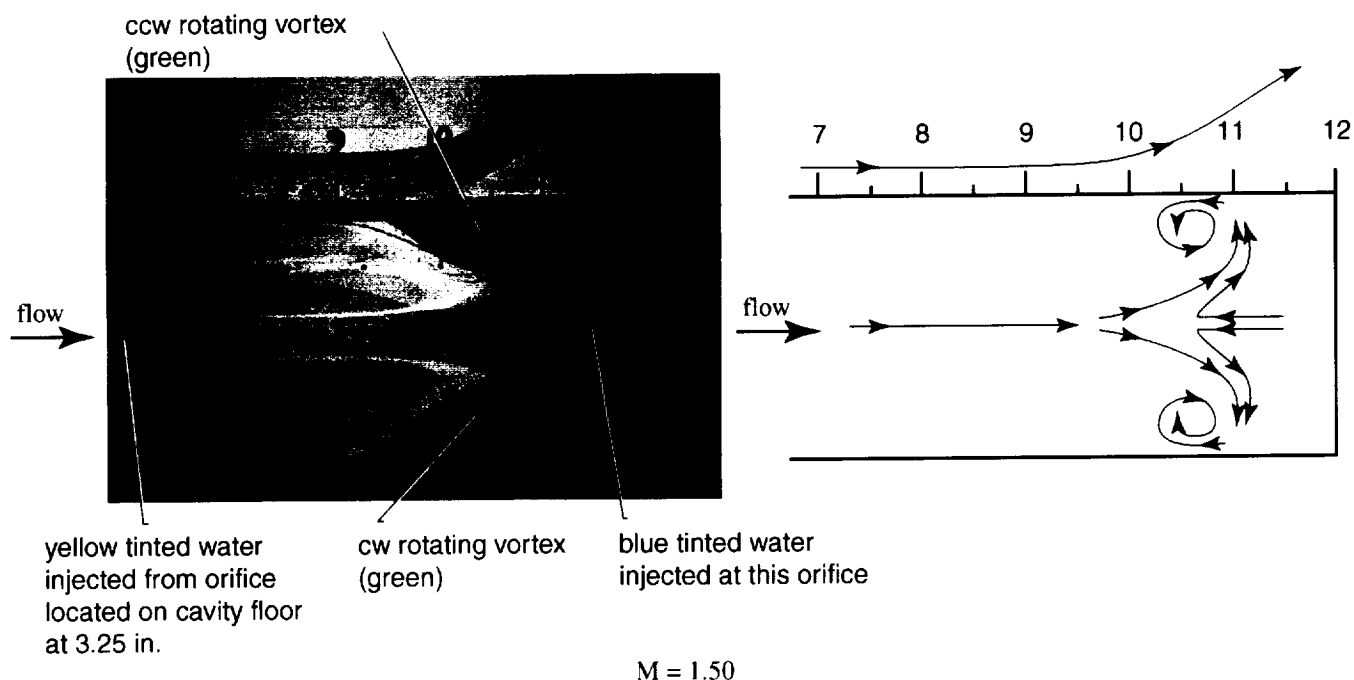 ccw rotating vortex
(green)
9
10
flow
yellow tinted water
injected from orifice
located on cavity floor
at 3.25 in.
cw rotating vortex
(green)
blue tinted water
injected at this orifice
7 8 9 10 11 12
flow
M = 1.50